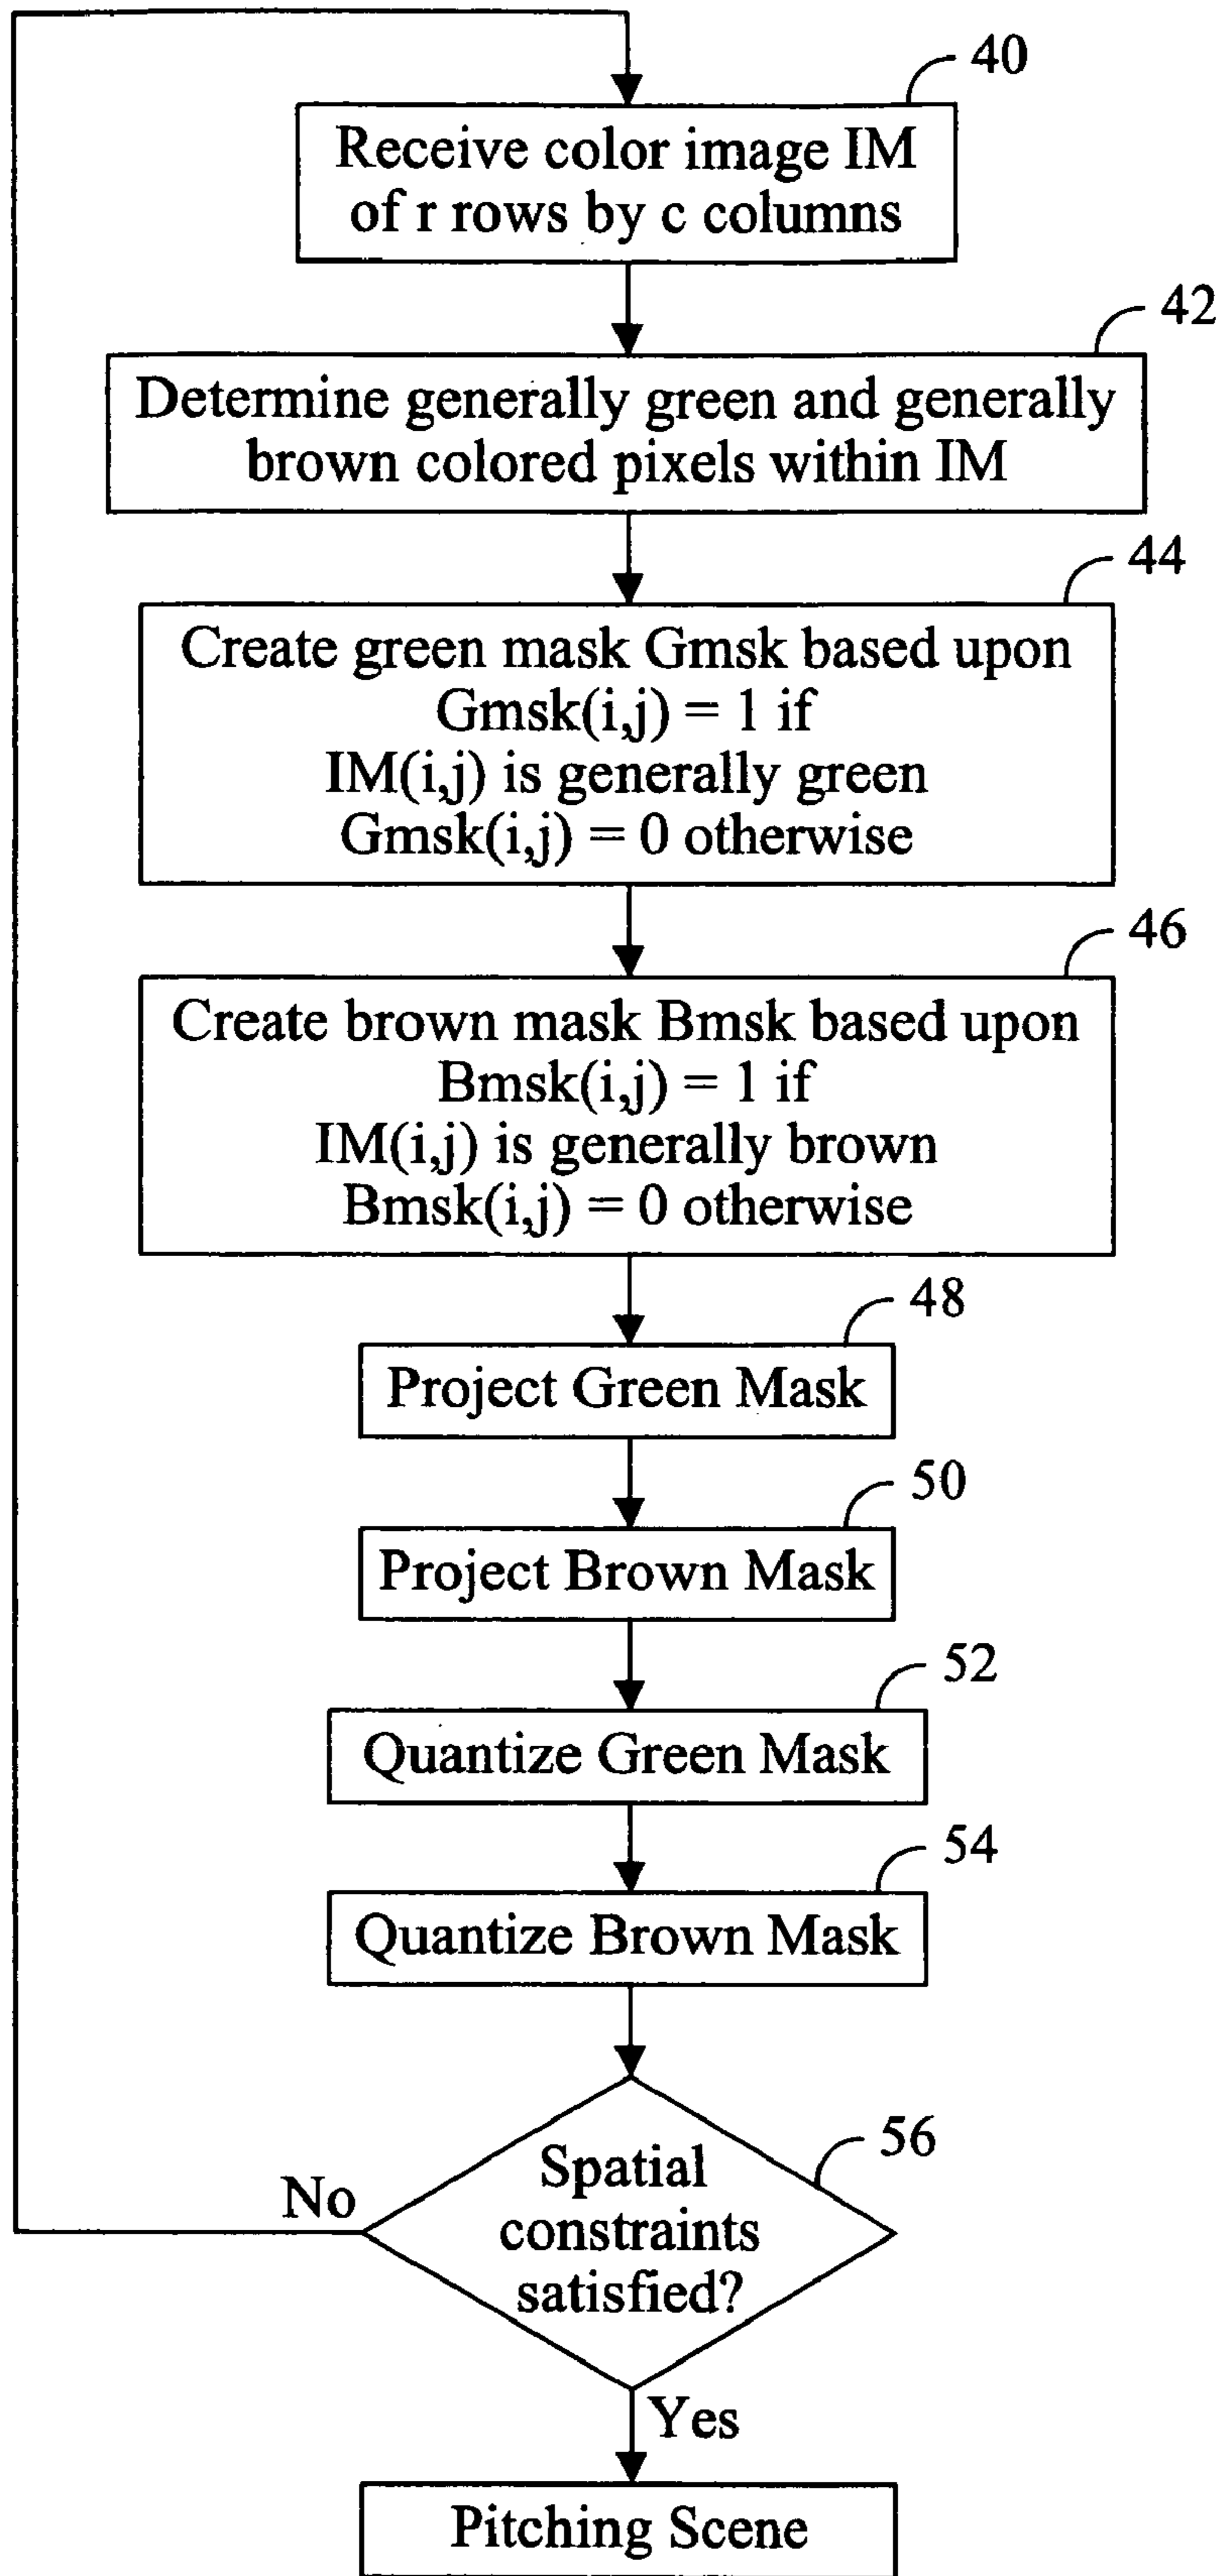 40
Receive color image IM
of r rows by c columns
42
Determine generally green and generally
brown colored pixels within IM
44
Create green mask Gmsk based upon
Gmsk(i,j) = 1 if
IM(i,j) is generally green
Gmsk(i,j) = 0 otherwise
46
Create brown mask Bmsk based upon
Bmsk(i,j) = 1 if
IM(i,j) is generally brown
Bmsk(i,j) = 0 otherwise
48
Project Green Mask
50
Project Brown Mask
52
Quantize Green Mask
54
Quantize Brown Mask
56
Spatial
constraints
satisfied?
No
Yes
Pitching Scene